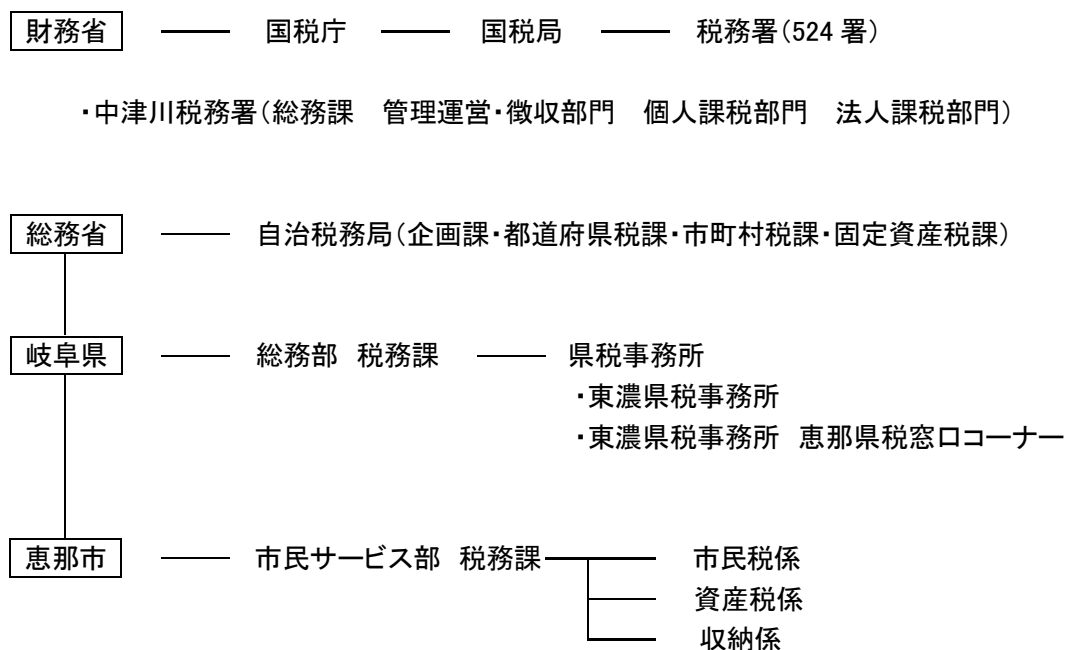 財務省 国税庁 国税局 税務署(524 署)
・中津川税務署(総務課 管理運営・徴収部門 個人課税部門 法人課税部門)
総務省 自治税務局(企画課・都道府県税課・市町村税課・固定資産税課)
岐阜県 総務部 税務課 県税事務所
・東濃県税事務所
・東濃県税事務所 恵那県税窓口コーナー
恵那市 市民サービス部 税務課 市民税係
資産税係
収納係